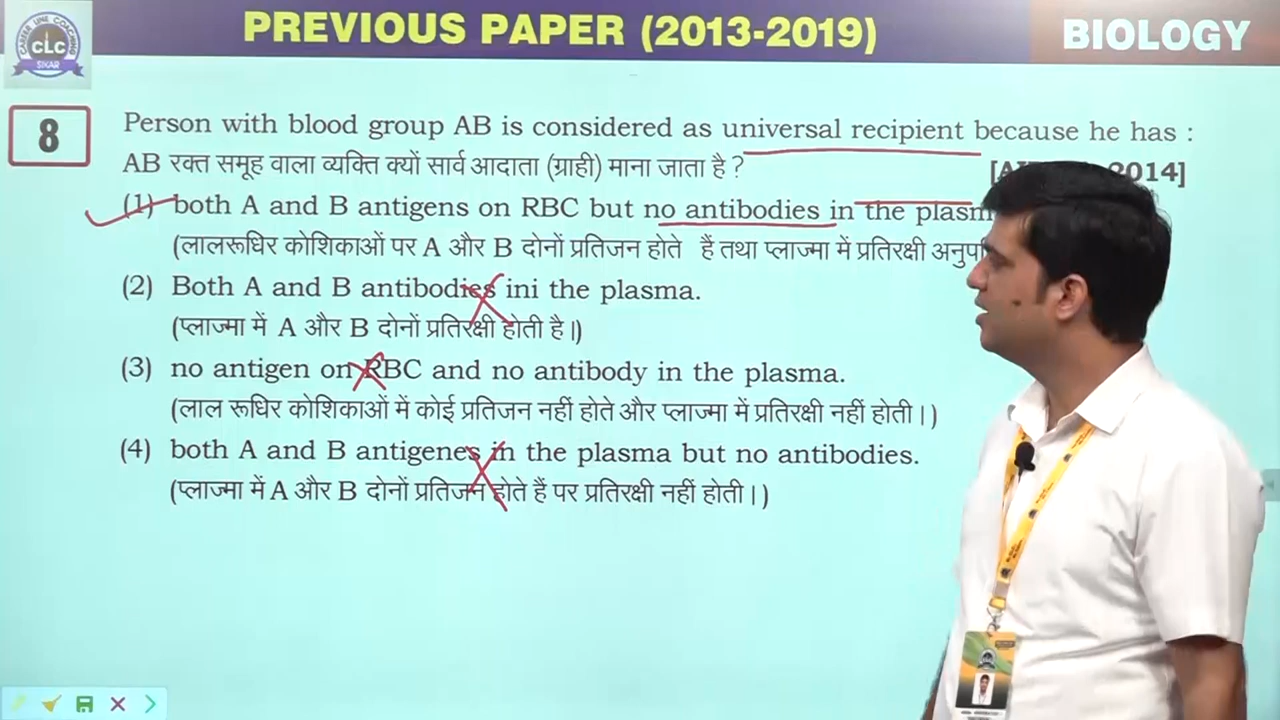 PREVIOUS PAPER (2013-2019)
BIOLOGY
CLC
SIKAR
8
Person with blood group AB is considered as universal recipient because he has :
AB रक्त समूह वाला व्यक्ति क्यों सार्व आदाता (ग्राही) माना जाता है ?
2014]
(1) both A and B antigens on RBC but no antibodies in the plasm
(लालरूधिर कोशिकाओं पर A और B दोनों प्रतिजन होते हैं तथा प्लाज्मा में प्रतिरक्षी
(2) Both A and B antibodies ini the plasma.
(प्लाज्मा में A और B दोनों प्रतिरक्षी होती है।)
(3) no antigen on RBC and no antibody in the plasma.
(लाल रूधिर कोशिकाओं में कोई प्रतिजन नहीं होते और प्लाज्मा में प्रतिरक्षी नहीं होती।)
(4) both A and B antigenes in the plasma but no antibodies.
(प्लाज्मा में A और B दोनों प्रतिजन होते हैं पर प्रतिरक्षी नहीं होती।)